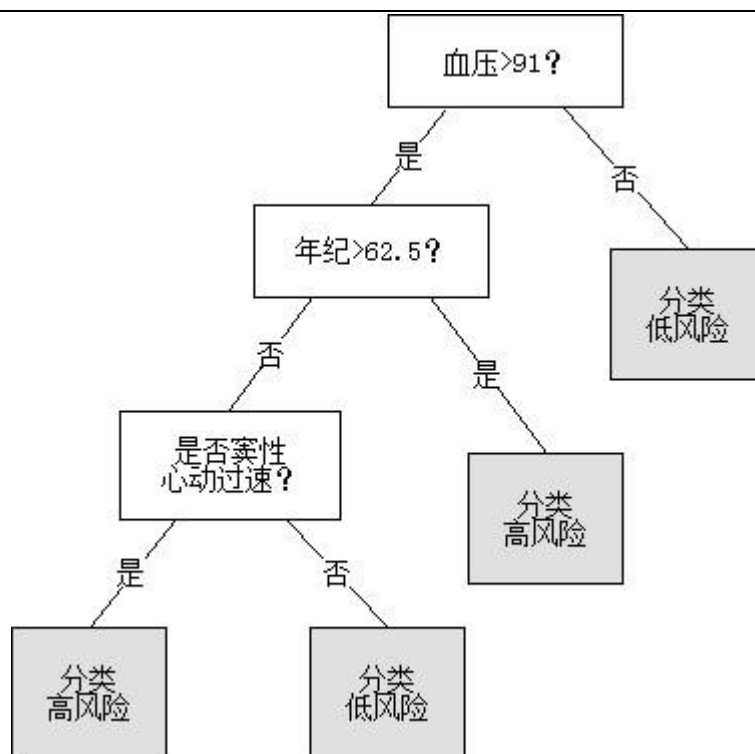 血压>91?
是
否
年纪>62.5?
分类
低风险
否
是
是否窦性
心动过速?
分类
高风险
是
否
分类
高风险
分类
低风险